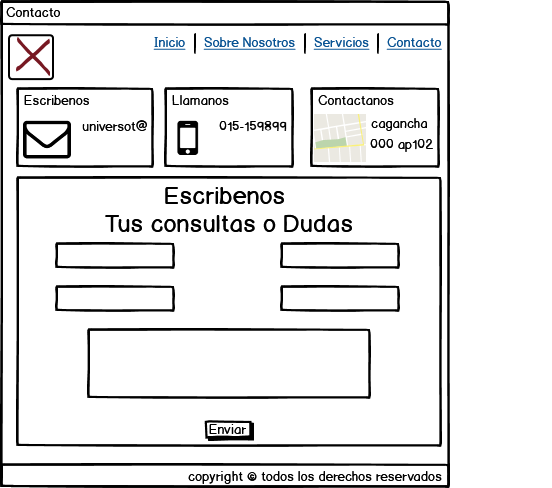 Contacto
Inicio Sobre Nosotros Servicios Contacto
Escribenos
universot@
Llamanos
015-159899
Contactanos
cagancha
000 ap102
Escribenos
Tus consultas o Dudas
Enviar
copyright © todos los derechos reservados